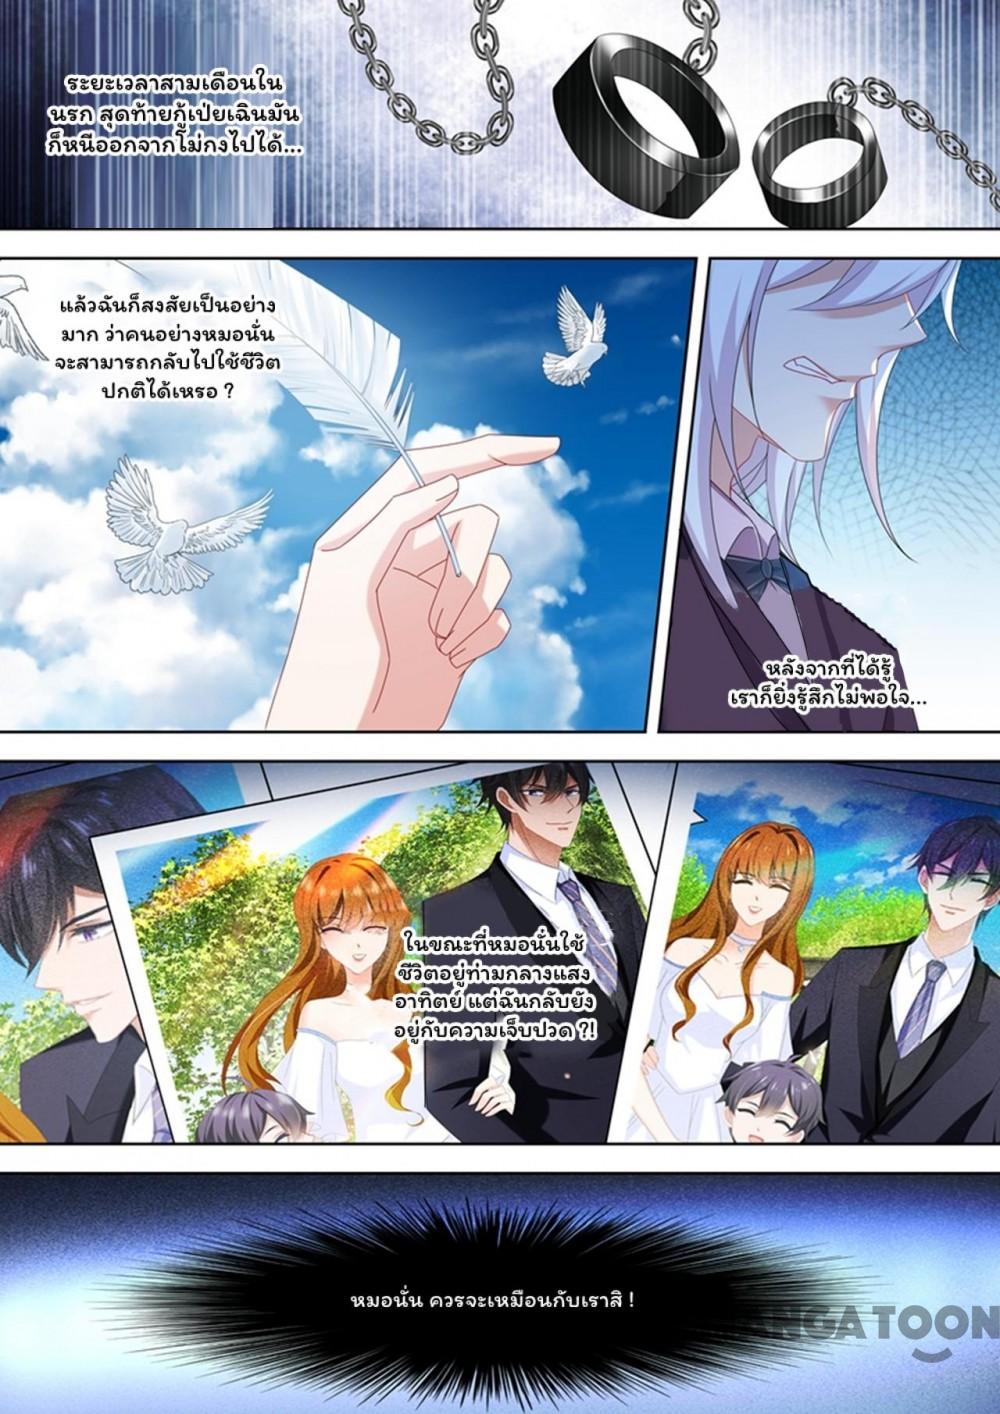 ระยะเวลาสามเดือนใน
นรก สุดท้ายกู้เป่ยเฉินมัน
ก็หนีออกจากโม่กงไปได้...
แล้วฉันก็สงสัยเป็นอย่าง
มาก ว่าคนอย่างหมอนั่น
จะสามารถกลับไปใช้ชีวิต
ปกติได้เหรอ ?
หลังจากที่ได้รู้
เราก็ยิ่งรู้สึกไม่พอใจ...
ในขณะที่หมอนั่นใช้
ชีวิตอยู่ท่ามกลางแสง
อาทิตย์ แต่ฉันกลับยัง
อยู่กับความเจ็บปวด ?!
หมอนั่น ควรจะเหมือนกับเราสิ !
MANGATOON